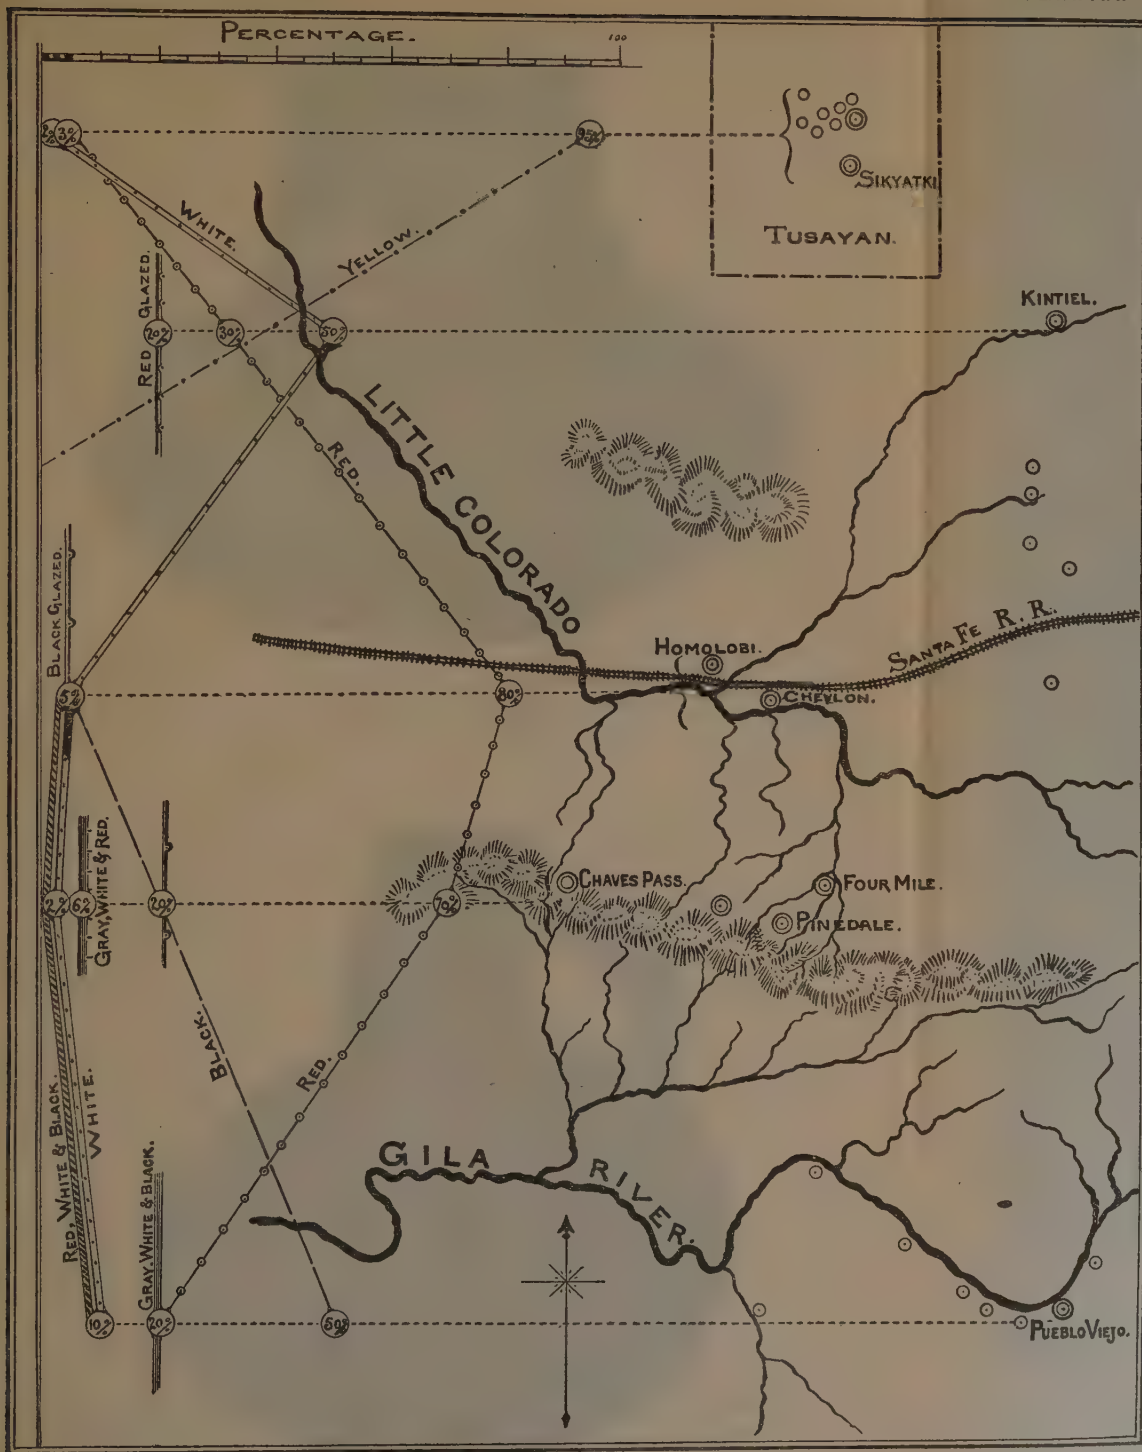 PERCENTAGE.
100
2% 3% 95%
SIKYATKI
TUSAYAN.
WHITE.
YELLOW.
KINTIEL.
RED GLAZED.
20% 30% 50%
LITTLE COLORADO
RED.
BLACK GLAZED.
HOMOLOBI.
SANTA FE R. R.
5% 80%
CHEVLON.
GRAY, WHITE & RED.
CHAVES PASS.
FOUR MILE.
2% 6% 20% 70%
PINEDALE.
BLACK.
RED.
RED, WHITE & BLACK.
WHITE.
GILA RIVER.
GRAY, WHITE & BLACK.
10% 20% 50%
PUEBLO VIEJO.